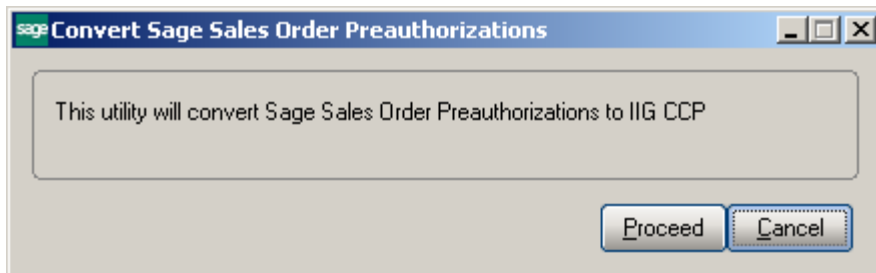 sage Convert Sage Sales Order Preauthorizations
This utility will convert Sage Sales Order Preauthorizations to IIG CCP
Proceed Cancel